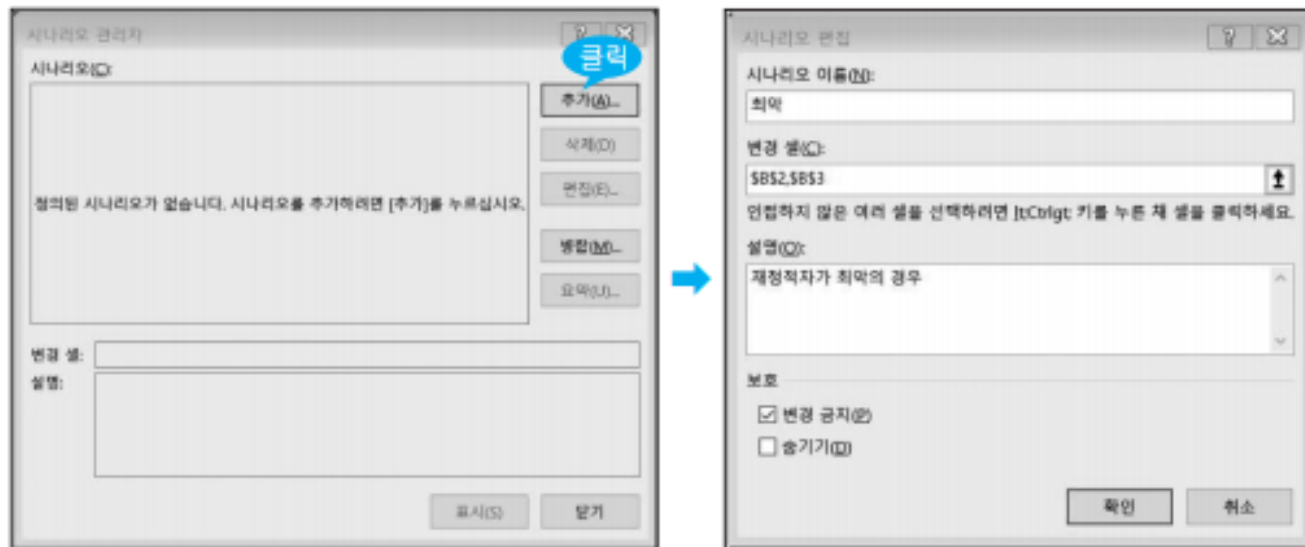 시나리오 관리자
클릭
시나리오(C):
추가(A)...
삭제(D)
정의된 시나리오가 없습니다. 시나리오를 추가하려면 [추가]를 누르십시오.
편집(E)...
병합(M)...
요약(U)...
변경 셀:
설명:
표시(S)
닫기
시나리오 편집
시나리오 이름(N):
최악
변경 셀(C):
$B$2,$B$3
인접하지 않은 여러 셀을 선택하려면 lt;Ctrlgt; 키를 누른 채 셀을 클릭하세요.
설명(O):
재정적자가 최악의 경우
보호
변경 금지(P)
숨기기(D)
확인
취소